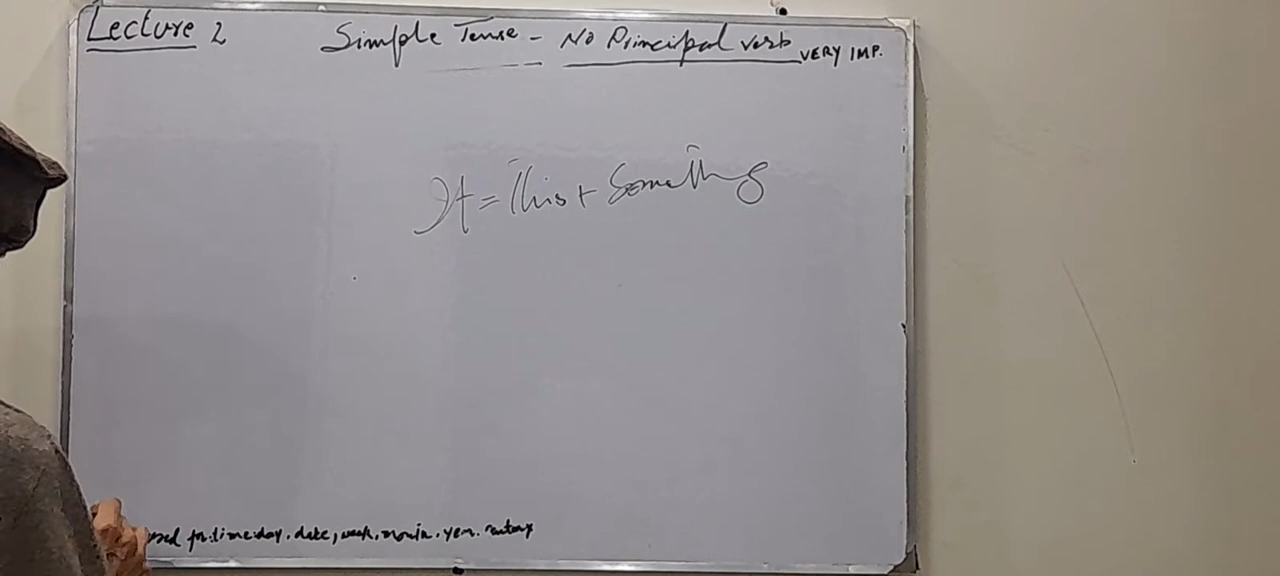 Lecture 2
Simple Tense - No Principal verb VERY IMP.
It = This + Something
for time, day, date, week, month, year, century